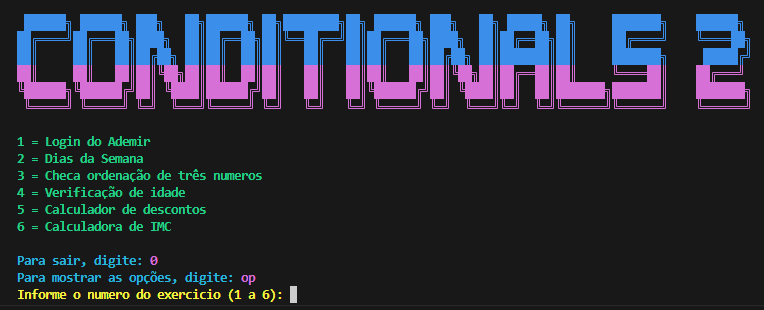 CONDITIONALS 2
1 = Login do Ademir
2 = Dias da Semana
3 = Checa ordenação de três numeros
4 = Verificação de idade
5 = Calculador de descontos
6 = Calculadora de IMC
Para sair, digite: 0
Para mostrar as opções, digite: op
Informe o numero do exercicio (1 a 6):